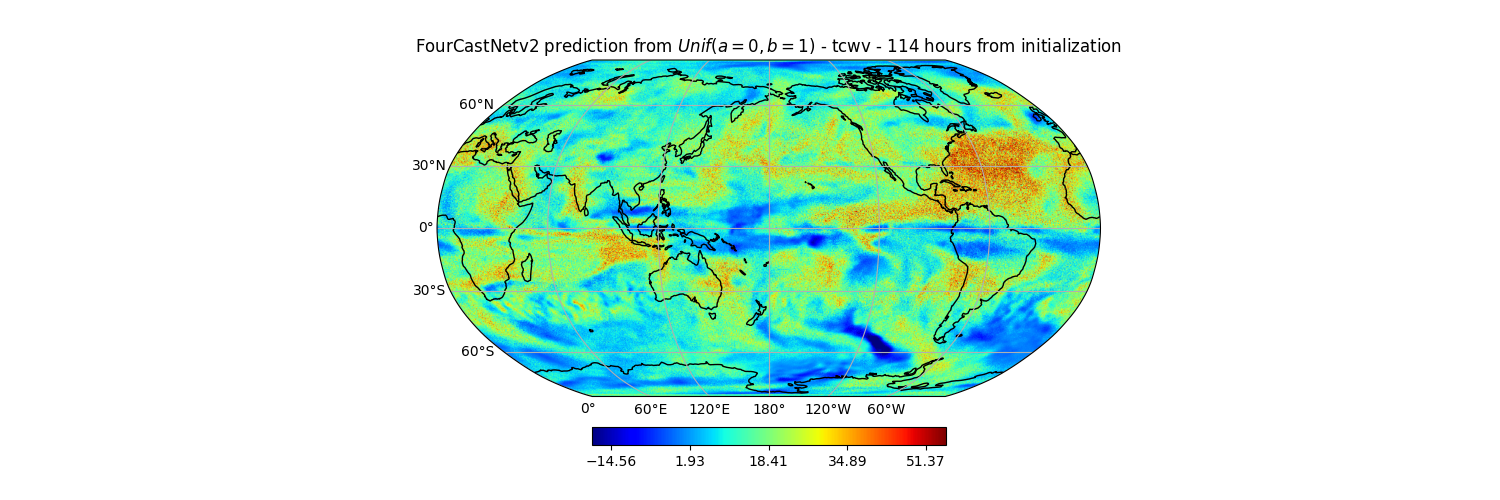 FourCastNetv2 prediction from Unif(a = 0, b = 1) - tcwv - 114 hours from initialization
60°N
30°N
0°
30°S
60°S
0° 60°E 120°E 180° 120°W 60°W
−14.56 1.93 18.41 34.89 51.37